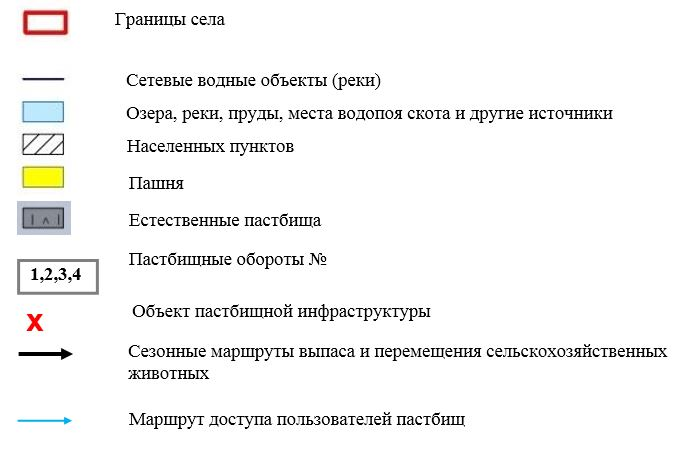 Границы села
Сетевые водные объекты (реки)
Озера, реки, пруды, места водопоя скота и другие источники
Населенных пунктов
Пашня
Естественные пастбища
Пастбищные обороты №
1,2,3,4
Объект пастбищной инфраструктуры
X
Сезонные маршруты выпаса и перемещения сельскохозяйственных
животных
Маршрут доступа пользователей пастбищ